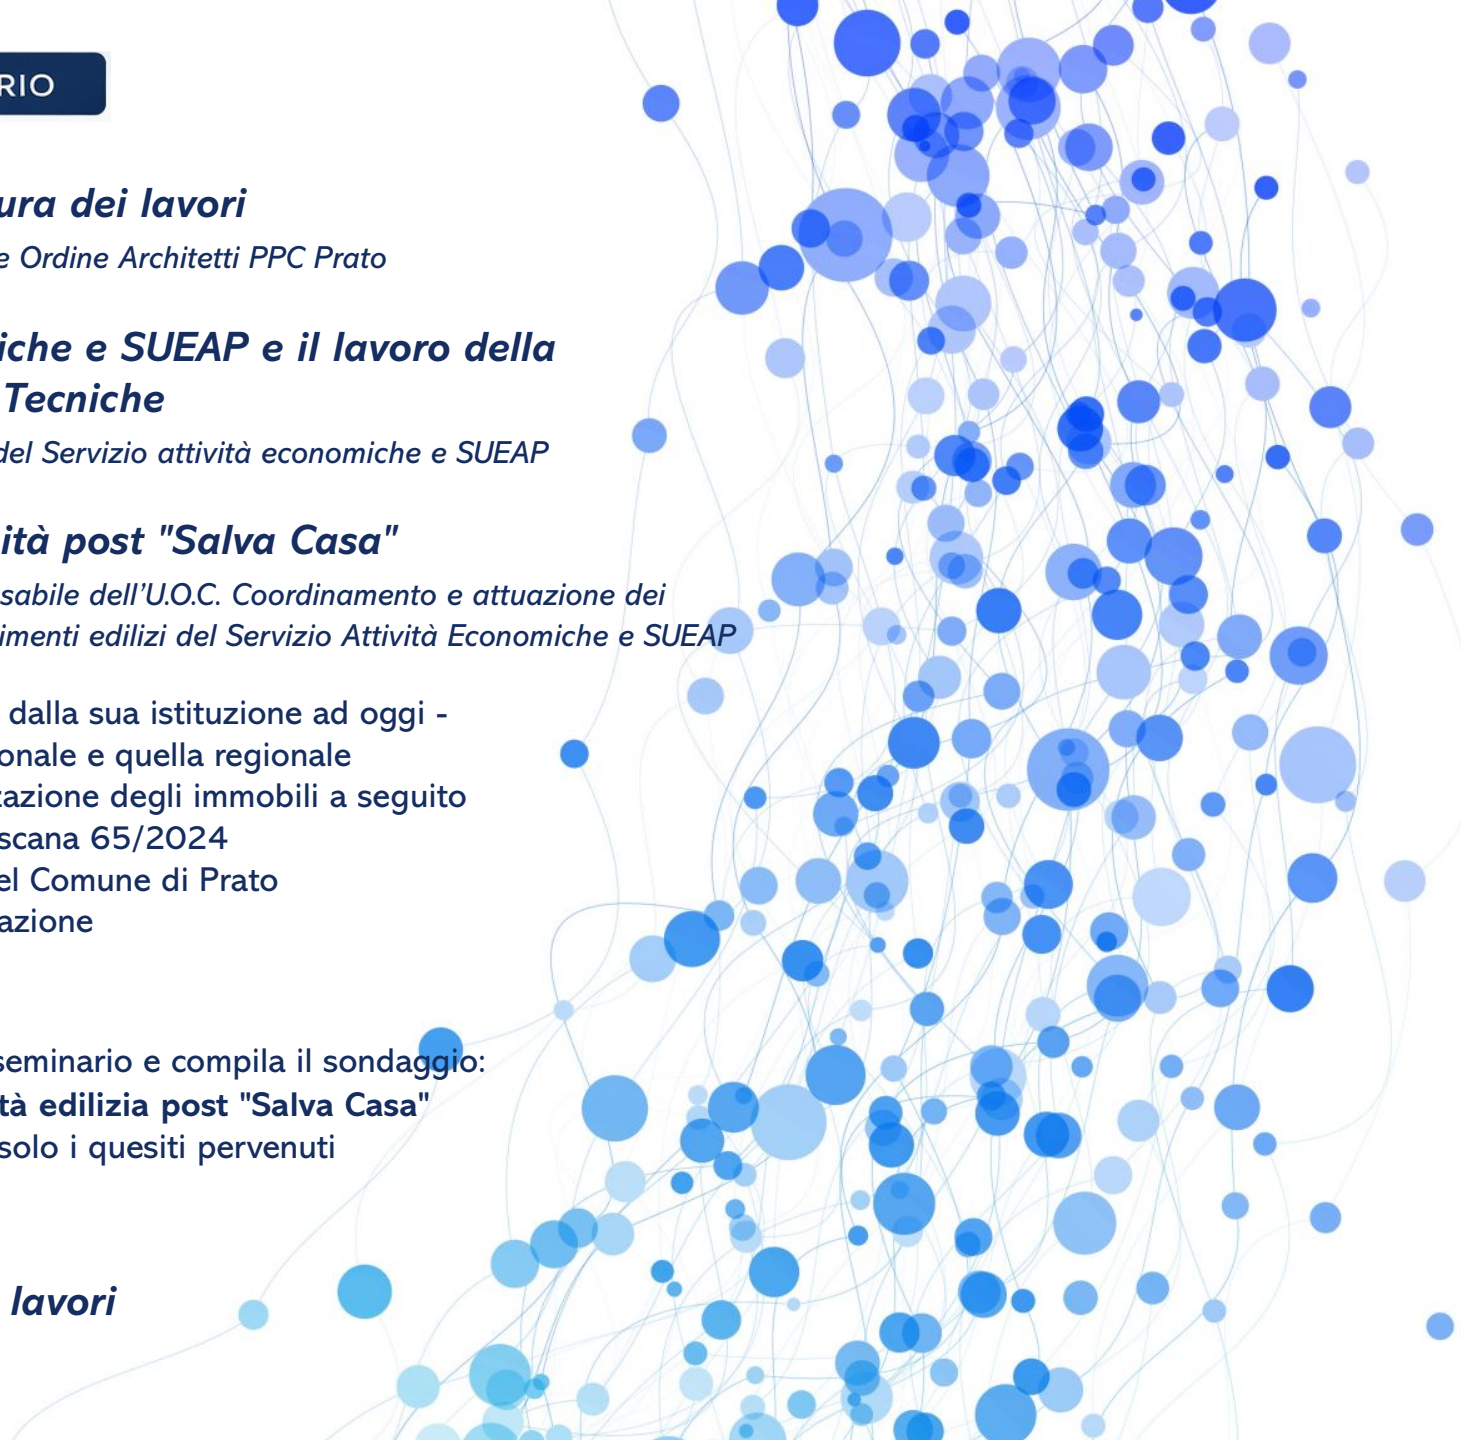 RIO
ura dei lavori
e Ordine Architetti PPC Prato
iche e SUEAP e il lavoro della
Tecniche
del Servizio attività economiche e SUEAP
ità post "Salva Casa"
sabile dell'U.O.C. Coordinamento e attuazione dei
imenti edilizi del Servizio Attività Economiche e SUEAP
dalla sua istituzione ad oggi -
onale e quella regionale
zazione degli immobili a seguito
scana 65/2024
el Comune di Prato
azione
seminario e compila il sondaggio:
tà edilizia post "Salva Casa"
solo i quesiti pervenuti
lavori